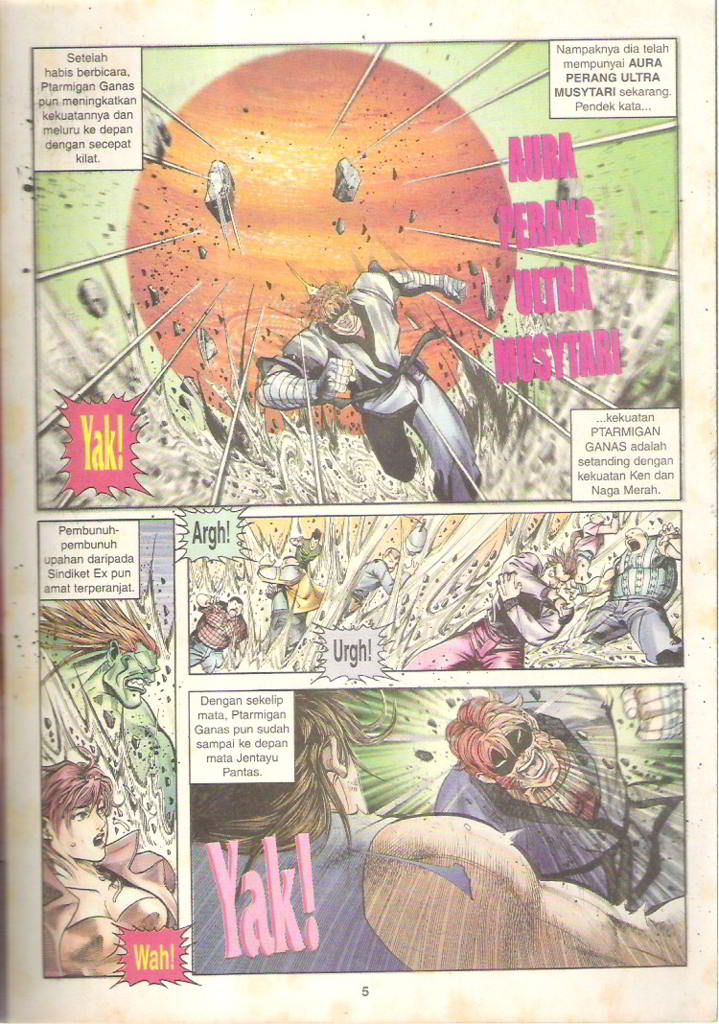 Setelah
habis berbicara,
Ptarmigan Ganas
pun meningkatkan
kekuatannya dan
meluru ke depan
dengan secepat
kilat.
Nampaknya dia telah
mempunyai AURA
PERANG ULTRA
MUSYTARI sekarang.
Pendek kata...
AURA
PERANG
ULTRA
MUSYTARI
Yak!
...kekuatan
PTARMIGAN
GANAS adalah
setanding dengan
kekuatan Ken dan
Naga Merah.
Pembunuh-
pembunuh
upahan daripada
Sindiket Ex pun
amat terperanjat.
Argh!
Urgh!
Wah!
Dengan sekelip
mata, Ptarmigan
Ganas pun sudah
sampai ke depan
mata Jentayu
Pantas.
Yak!
5